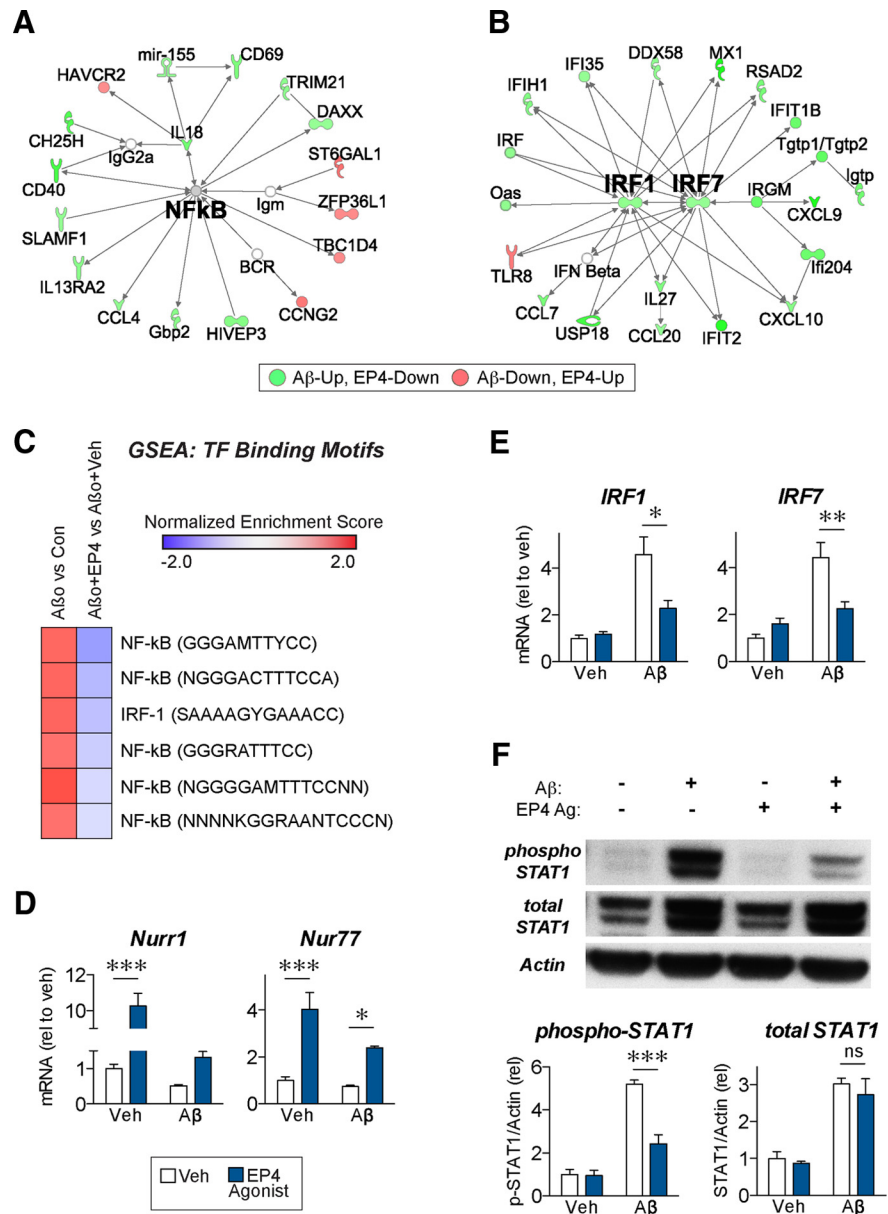 A
mir-155
CD69
HAVCR2
TRIM21
DAXX
CH25H
IL18
IgG2a
ST6GAL1
CD40
NFkB
Igm
ZFP36L1
SLAMF1
TBC1D4
BCR
IL13RA2
CCNG2
CCL4
Gbp2
HIVEP3
B
DDX58
MX1
IFI35
RSAD2
IFIH1
IFIT1B
IRF
Tgtp1/Tgtp2
IRF1
IRF7
Igtp
Oas
IRGM
CXCL9
TLR8
IFN Beta
Ifi204
IL27
CCL7
CXCL10
USP18
CCL20
IFIT2
Aβ-Up, EP4-Down
Aβ-Down, EP4-Up
C
GSEA: TF Binding Motifs
Aßo vs Con
Aßo+EP4 vs Aßo+Veh
Normalized Enrichment Score
-2.0
2.0
NF-kB (GGGAMTTYCC)
NF-kB (NGGGACTTTCCA)
IRF-1 (SAAAAGYGAAACC)
NF-kB (GGGRATTTCC)
NF-kB (NGGGGAMTTTCCNN)
NF-kB (NNNNKGGRAANTCCCN)
D
Nurr1
mRNA (rel to veh)
12
10
8
1
0
***
Veh
Aβ
Nur77
4
2
0
***
*
Veh
Aβ
Veh
EP4
Agonist
E
IRF1
mRNA (rel to veh)
4
2
0
*
Veh
Aβ
IRF7
4
2
0
**
Veh
Aβ
F
Aβ: - + - +
EP4 Ag: - - + +
phospho
STAT1
total
STAT1
Actin
phospho-STAT1
p-STAT1/Actin (rel)
6
4
2
0
***
Veh
Aβ
total STAT1
STAT1/Actin (rel)
3
2
1
0
ns
Veh
Aβ